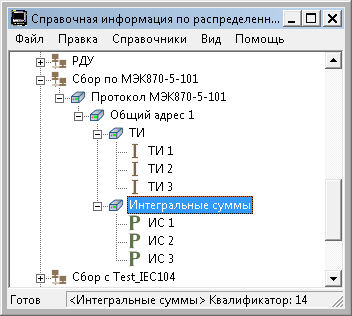 Справочная информация по распределенн...
Файл Правка Справочники Вид Помощь
РДУ
Сбор по МЭК870-5-101
Протокол МЭК870-5-101
Общий адрес 1
ТИ
ТИ 1
ТИ 2
ТИ 3
Интегральные суммы
ИС 1
ИС 2
ИС 3
Сбор с Test_IEC104
Готов <Интегральные суммы> Квалификатор: 14